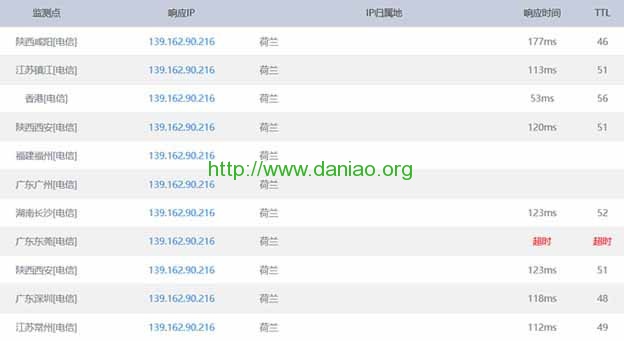 监测点 响应IP IP归属地 响应时间 TTL
陕西咸阳[电信] 139.162.90.216 荷兰 177ms 46
江苏镇江[电信] 139.162.90.216 荷兰 113ms 51
香港[电信] 139.162.90.216 荷兰 53ms 56
陕西西安[电信] 139.162.90.216 荷兰 120ms 51
福建福州[电信] 139.162.90.216 荷兰
http://www.daniao.org
广东广州[电信] 139.162.90.216 荷兰
湖南长沙[电信] 139.162.90.216 荷兰 123ms 52
广东东莞[电信] 139.162.90.216 荷兰 超时 超时
陕西西安[电信] 139.162.90.216 荷兰 123ms 51
广东深圳[电信] 139.162.90.216 荷兰 118ms 48
江苏常州[电信] 139.162.90.216 荷兰 112ms 49